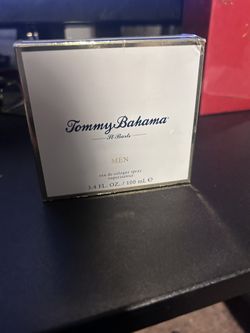 Tommy Bahama
St Barts
MEN
eau de cologne spray
vaporisateur
3.4 FL. OZ. / 100 mL ℮